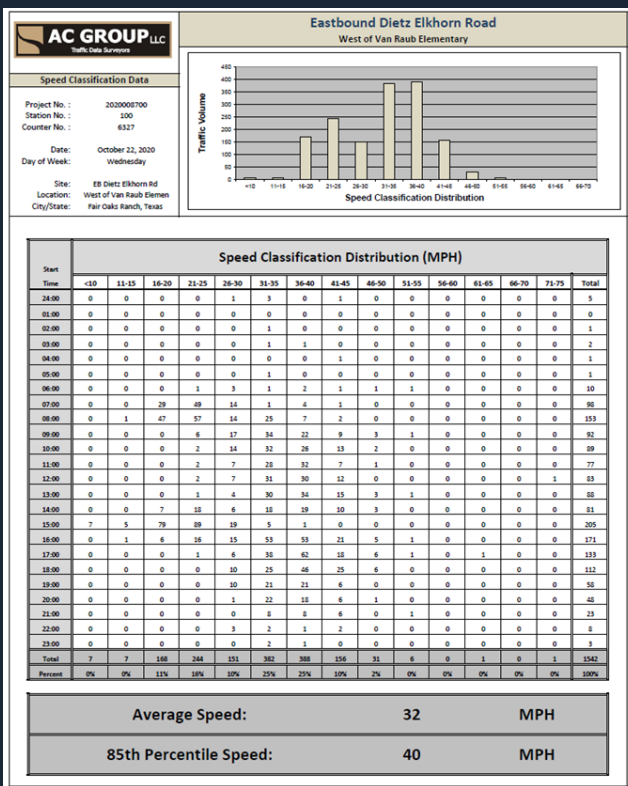 AC GROUP LLC
Traffic Data Surveyors
Eastbound Dietz Elkhorn Road
West of Van Raub Elementary
Speed Classification Data
Project No. : 2020008700
Station No. : 100
Counter No. : 6327
Date: October 22, 2020
Day of Week: Wednesday
Site: EB Dietz Elkhorn Rd
Location: West of Van Raub Elemen
City/State: Fair Oaks Ranch, Texas
Traffic Volume
450
400
350
300
250
200
150
100
50
0
<10 11-15 16-20 21-25 26-30 31-35 36-40 41-45 46-50 51-55 56-60 61-65 66-70
Speed Classification Distribution
Speed Classification Distribution (MPH)
Start Time <10 11-15 16-20 21-25 26-30 31-35 36-40 41-45 46-50 51-55 56-60 61-65 66-70 71-75 Total
24:00 0 0 0 0 1 3 0 1 0 0 0 0 0 0 5
01:00 0 0 0 0 0 0 0 0 0 0 0 0 0 0 0
02:00 0 0 0 0 0 1 0 0 0 0 0 0 0 0 1
03:00 0 0 0 0 0 1 1 0 0 0 0 0 0 0 2
04:00 0 0 0 0 0 0 0 1 0 0 0 0 0 0 1
05:00 0 0 0 0 0 1 0 0 0 0 0 0 0 0 1
06:00 0 0 0 1 3 1 2 1 1 1 0 0 0 0 10
07:00 0 0 29 49 14 1 4 1 0 0 0 0 0 0 98
08:00 0 1 47 57 14 25 7 2 0 0 0 0 0 0 153
09:00 0 0 0 6 17 34 22 9 3 1 0 0 0 0 92
10:00 0 0 0 2 14 32 26 13 2 0 0 0 0 0 89
11:00 0 0 0 2 7 28 32 7 1 0 0 0 0 0 77
12:00 0 0 0 2 7 31 30 12 0 0 0 0 0 1 83
13:00 0 0 0 1 4 30 34 15 3 1 0 0 0 0 88
14:00 0 0 7 18 6 18 19 10 3 0 0 0 0 0 81
15:00 7 5 79 89 19 5 1 0 0 0 0 0 0 0 205
16:00 0 1 6 16 15 53 53 21 5 1 0 0 0 0 171
17:00 0 0 0 1 6 38 62 18 6 1 0 1 0 0 133
18:00 0 0 0 0 10 25 46 25 6 0 0 0 0 0 112
19:00 0 0 0 0 10 21 21 6 0 0 0 0 0 0 58
20:00 0 0 0 0 1 22 18 6 1 0 0 0 0 0 48
21:00 0 0 0 0 0 8 8 6 0 1 0 0 0 0 23
22:00 0 0 0 0 3 2 1 2 0 0 0 0 0 0 8
23:00 0 0 0 0 0 2 1 0 0 0 0 0 0 0 3
Total 7 7 168 244 151 382 388 156 31 6 0 1 0 1 1542
Percent 0% 0% 11% 16% 10% 25% 25% 10% 2% 0% 0% 0% 0% 0% 100%
Average Speed: 32 MPH
85th Percentile Speed: 40 MPH